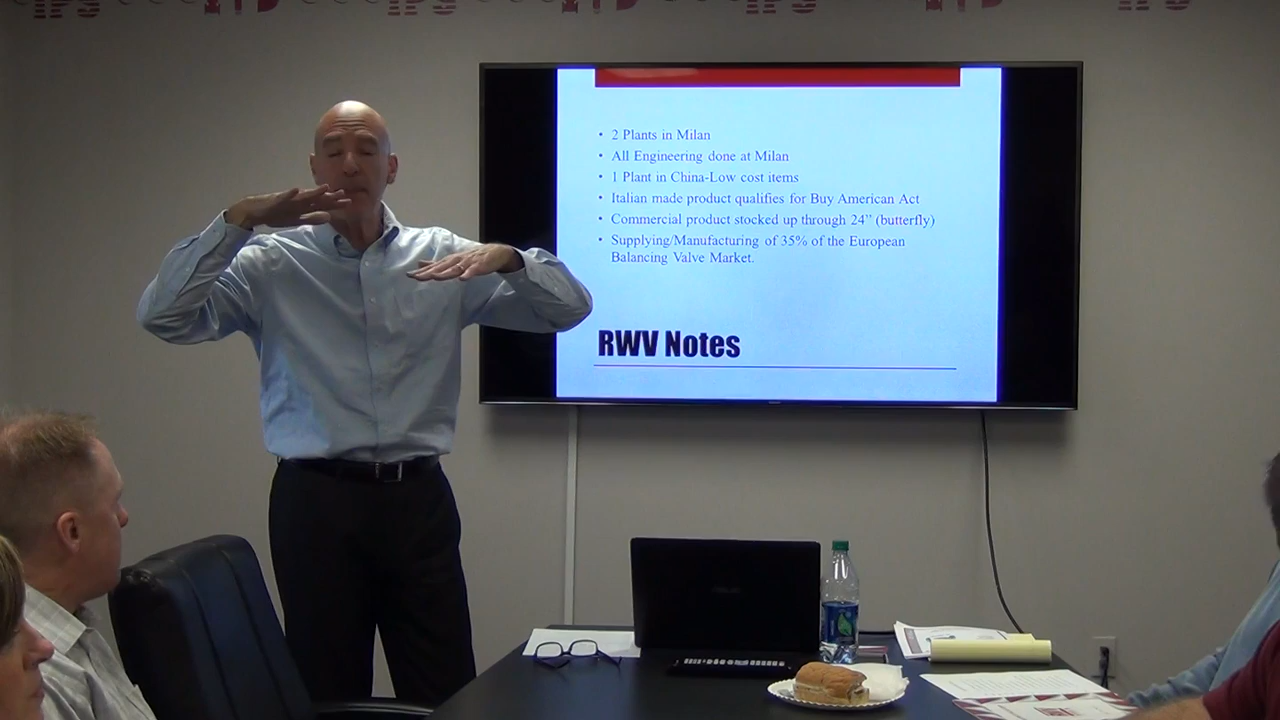 • 2 Plants in Milan
• All Engineering done at Milan
• 1 Plant in China-Low cost items
• Italian made product qualifies for Buy American Act
• Commercial product stocked up through 24” (butterfly)
• Supplying/Manufacturing of 35% of the European
Balancing Valve Market.
RWV Notes